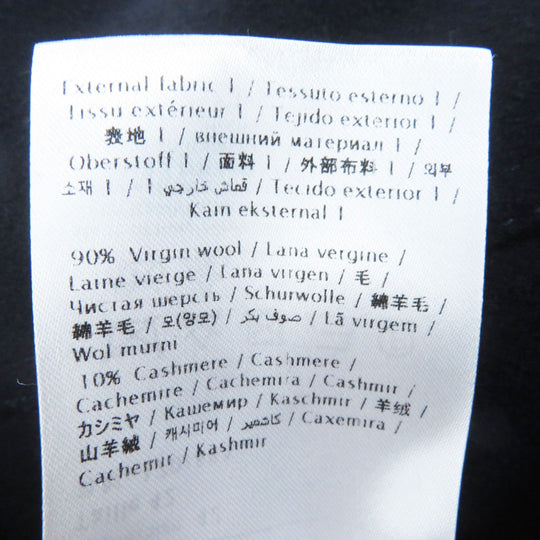 External fabric 1 / Tessuto esterno 1 /
Tissu extérieur 1 / Tejido exterior 1 /
表地 1 / внешний материал 1 /
Oberstoff 1 / 面料 1 / 外部布料 1 / 외부
소재 1 / 1 قماش خارجي / Tecido exterior 1 /
Kain eksternal 1
90% Virgin wool / Lana vergine /
Laine vierge / Lana virgen / 毛 /
Чистая шерсть / Schurwolle / 綿羊毛 /
綿羊毛 / 모(양모) / صوف بكر / Lã virgem /
Wol murni
10% Cashmere / Cashmere /
Cachemire / Cachemira / Cashmir /
カシミヤ / Кашемир / Kaschmir / 羊绒 /
山羊絨 / 캐시미어 / كاشمير / Caxemira /
Cachemir / Kashmir